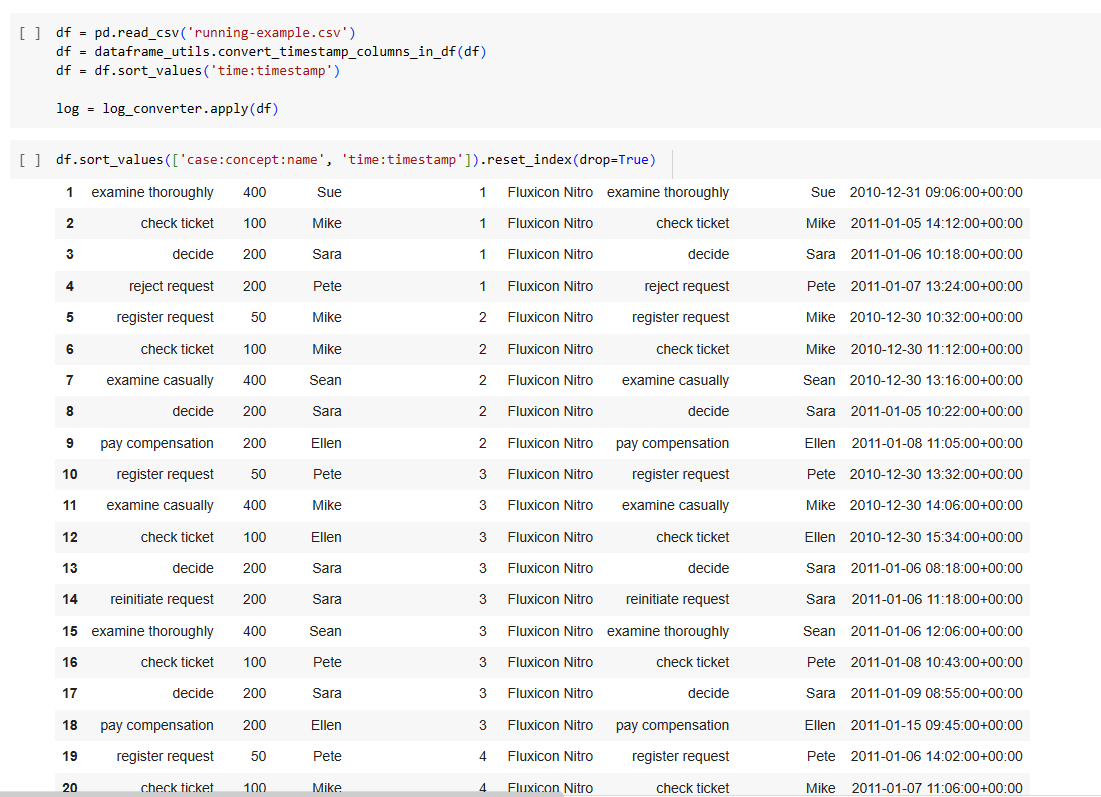 [ ] df = pd.read_csv('running-example.csv')
df = dataframe_utils.convert_timestamp_columns_in_df(df)
df = df.sort_values('time:timestamp')
log = log_converter.apply(df)
[ ] df.sort_values(['case:concept:name', 'time:timestamp']).reset_index(drop=True)
1 examine thoroughly 400 Sue 1 Fluxicon Nitro examine thoroughly Sue 2010-12-31 09:06:00+00:00
2 check ticket 100 Mike 1 Fluxicon Nitro check ticket Mike 2011-01-05 14:12:00+00:00
3 decide 200 Sara 1 Fluxicon Nitro decide Sara 2011-01-06 10:18:00+00:00
4 reject request 200 Pete 1 Fluxicon Nitro reject request Pete 2011-01-07 13:24:00+00:00
5 register request 50 Mike 2 Fluxicon Nitro register request Mike 2010-12-30 10:32:00+00:00
6 check ticket 100 Mike 2 Fluxicon Nitro check ticket Mike 2010-12-30 11:12:00+00:00
7 examine casually 400 Sean 2 Fluxicon Nitro examine casually Sean 2010-12-30 13:16:00+00:00
8 decide 200 Sara 2 Fluxicon Nitro decide Sara 2011-01-05 10:22:00+00:00
9 pay compensation 200 Ellen 2 Fluxicon Nitro pay compensation Ellen 2011-01-08 11:05:00+00:00
10 register request 50 Pete 3 Fluxicon Nitro register request Pete 2010-12-30 13:32:00+00:00
11 examine casually 400 Mike 3 Fluxicon Nitro examine casually Mike 2010-12-30 14:06:00+00:00
12 check ticket 100 Ellen 3 Fluxicon Nitro check ticket Ellen 2010-12-30 15:34:00+00:00
13 decide 200 Sara 3 Fluxicon Nitro decide Sara 2011-01-06 08:18:00+00:00
14 reinitiate request 200 Sara 3 Fluxicon Nitro reinitiate request Sara 2011-01-06 11:18:00+00:00
15 examine thoroughly 400 Sean 3 Fluxicon Nitro examine thoroughly Sean 2011-01-06 12:06:00+00:00
16 check ticket 100 Pete 3 Fluxicon Nitro check ticket Pete 2011-01-08 10:43:00+00:00
17 decide 200 Sara 3 Fluxicon Nitro decide Sara 2011-01-09 08:55:00+00:00
18 pay compensation 200 Ellen 3 Fluxicon Nitro pay compensation Ellen 2011-01-15 09:45:00+00:00
19 register request 50 Pete 4 Fluxicon Nitro register request Pete 2011-01-06 14:02:00+00:00
20 check ticket 100 Mike 4 Fluxicon Nitro check ticket Mike 2011-01-07 11:06:00+00:00